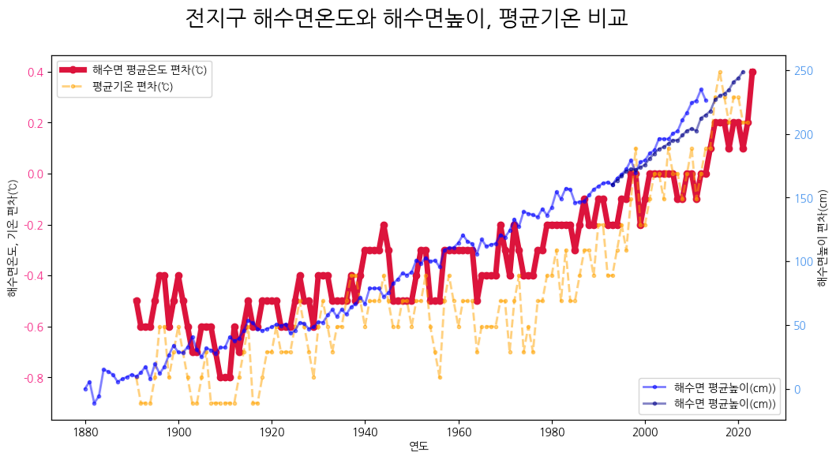 전지구 해수면온도와 해수면높이, 평균기온 비교
해수면 평균온도 편차(℃)
평균기온 편차(℃)
0.4
0.2
0.0
-0.2
-0.4
-0.6
-0.8
해수면온도, 기온 편차(℃)
250
200
150
100
50
0
해수면높이 편차(cm)
해수면 평균높이(cm))
해수면 평균높이(cm))
1880 1900 1920 1940 1960 1980 2000 2020
연도